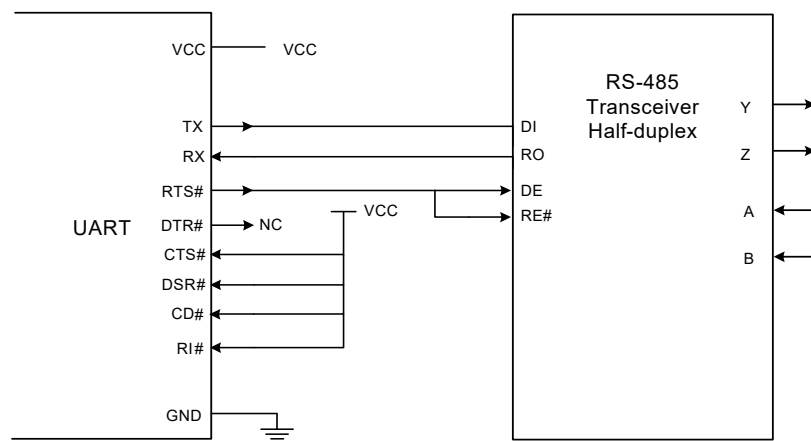 VCC
VCC
TX
RX
RTS#
DTR#
NC
VCC
UART
CTS#
DSR#
CD#
RI#
GND
RS-485
Transceiver
Half-duplex
DI
RO
DE
RE#
Y
Z
A
B